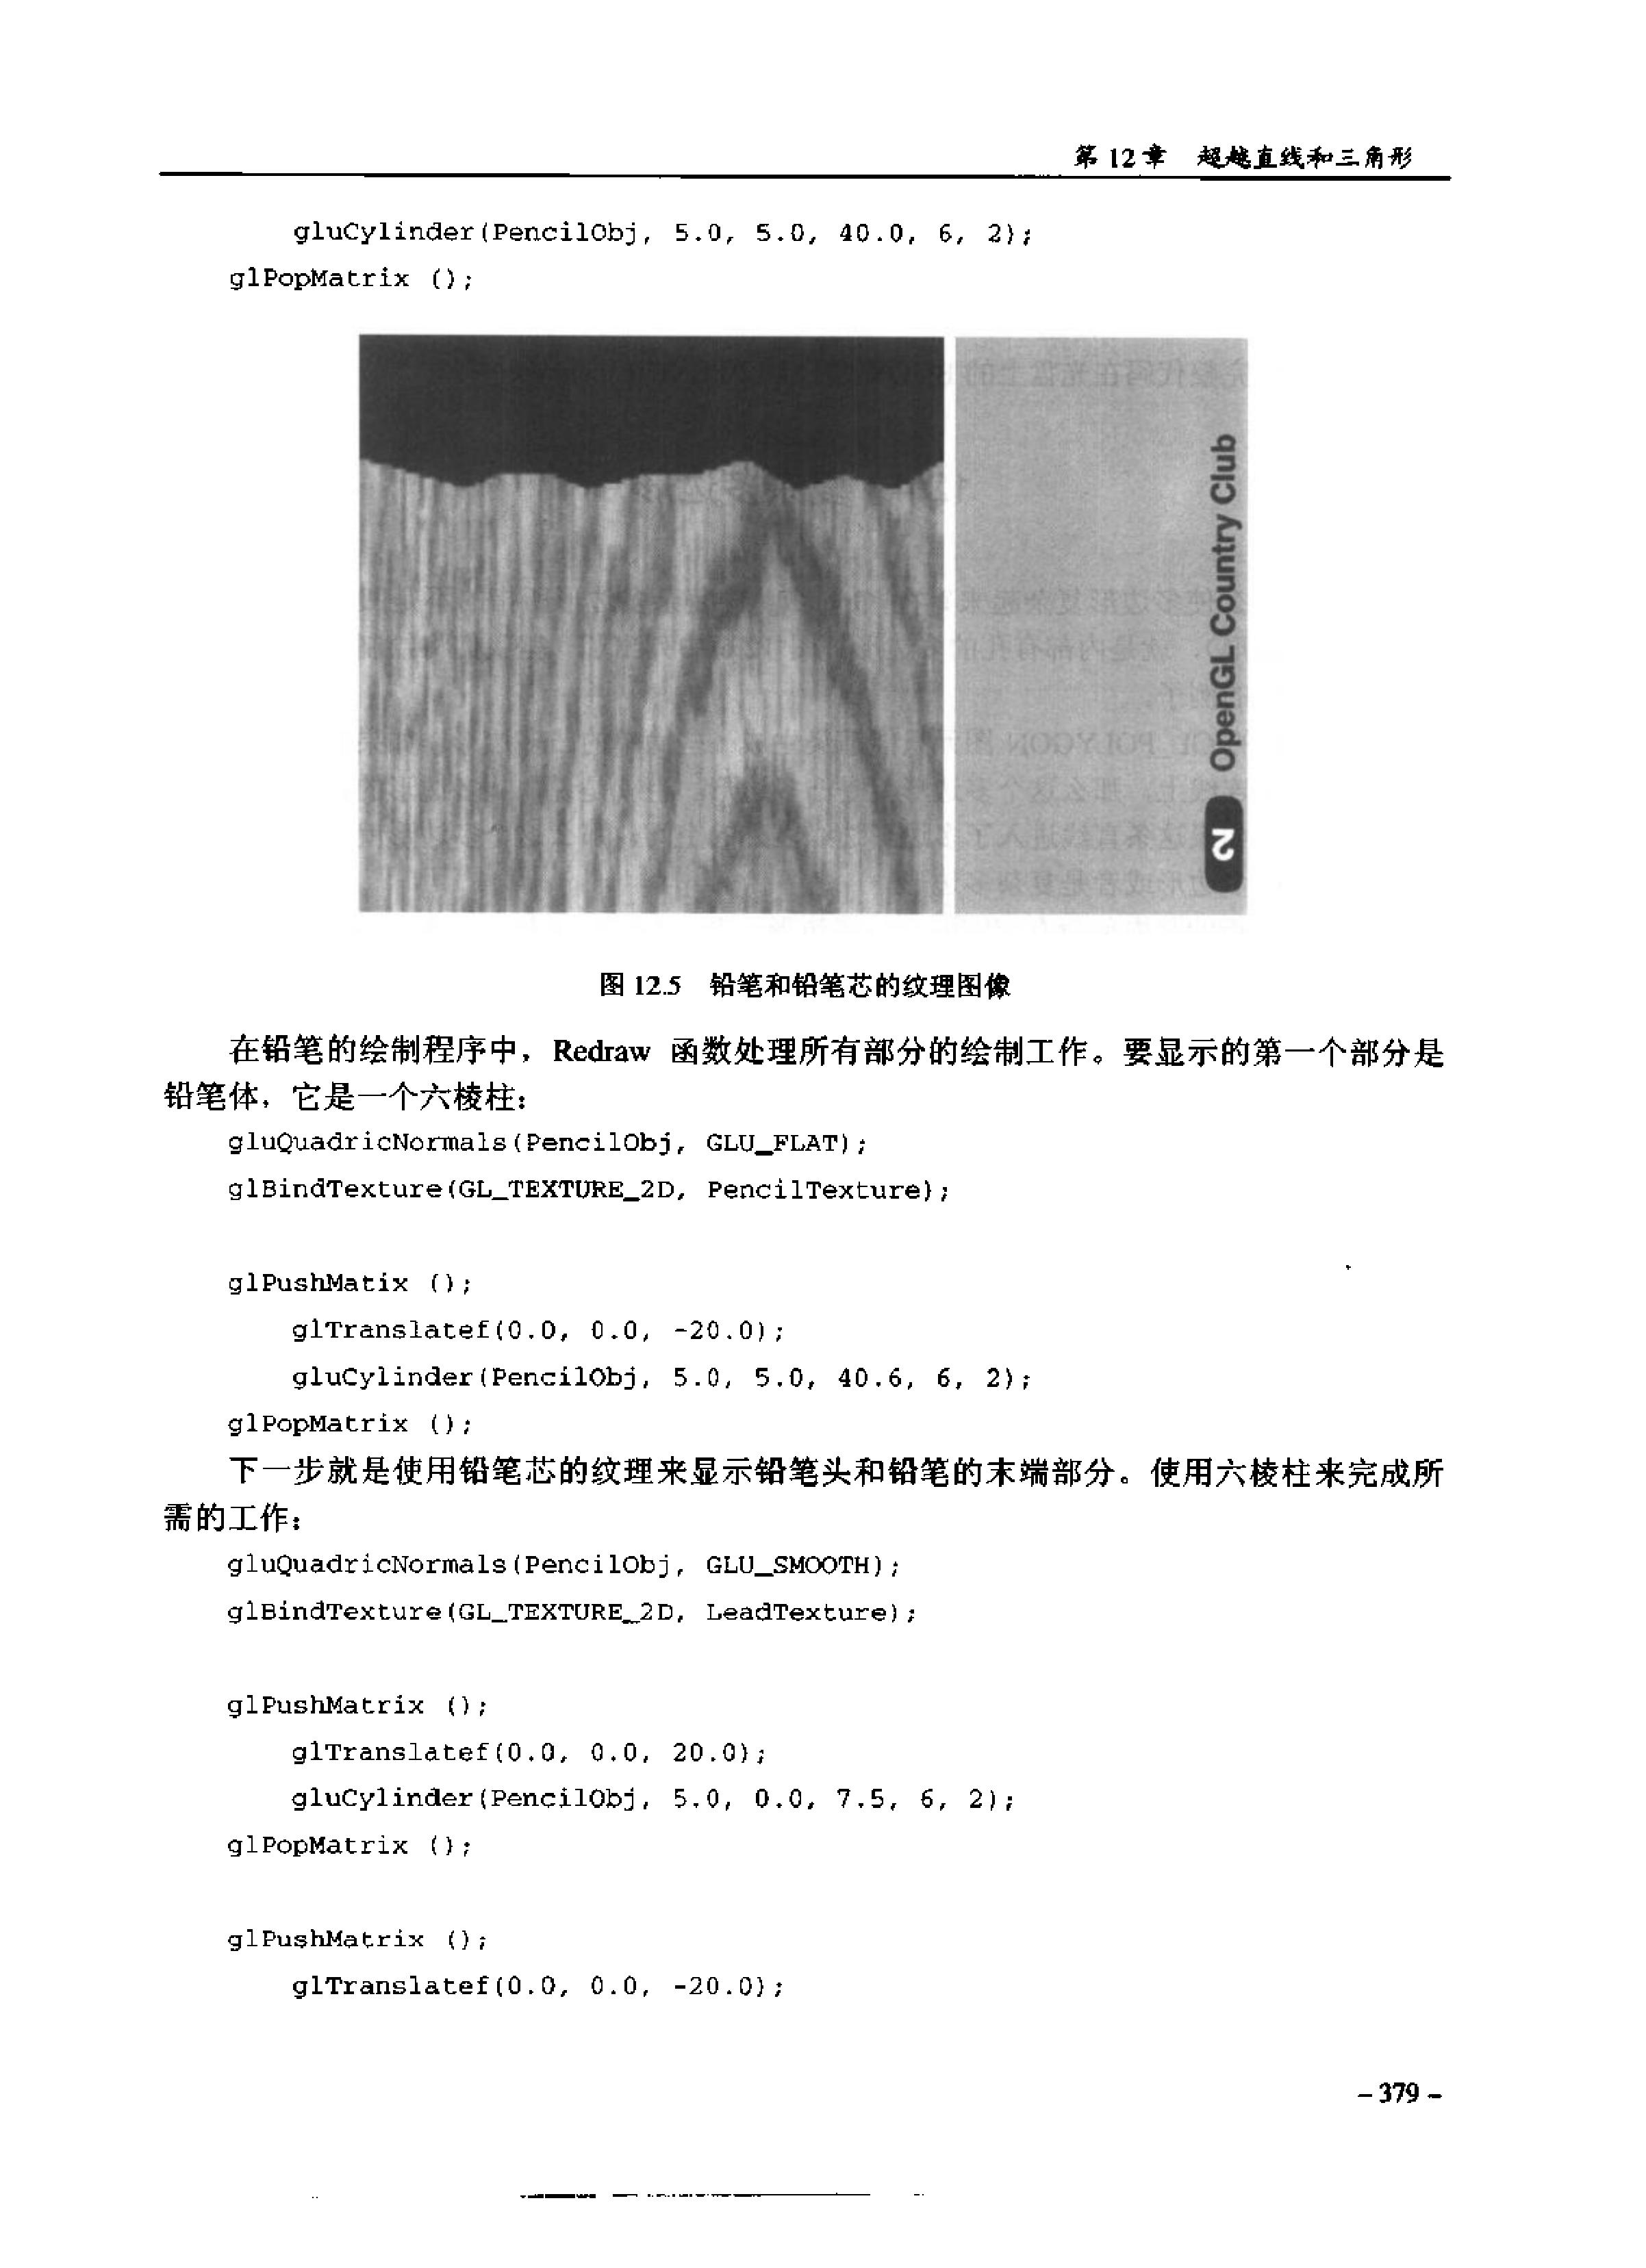 第 12 章 超越直线和三角形
gluCylinder(PencilObj, 5.0, 5.0, 40.0, 6, 2);
glPopMatrix ();
OpenGL Country Club
2
图 12.5 铅笔和铅笔芯的纹理图像
在铅笔的绘制程序中，Redraw 函数处理所有部分的绘制工作。要显示的第一个部分是
铅笔体，它是一个六棱柱：
gluQuadricNormals(PencilObj, GLU_FLAT);
glBindTexture(GL_TEXTURE_2D, PencilTexture);
glPushMatix ();
glTranslatef(0.0, 0.0, -20.0);
gluCylinder(PencilObj, 5.0, 5.0, 40.6, 6, 2);
glPopMatrix ();
下一步就是使用铅笔芯的纹理来显示铅笔头和铅笔的末端部分。使用六棱柱来完成所
需的工作：
gluQuadricNormals(PencilObj, GLU_SMOOTH);
glBindTexture(GL_TEXTURE_2D, LeadTexture);
glPushMatrix ();
glTranslatef(0.0, 0.0, 20.0);
gluCylinder(PencilObj, 5.0, 0.0, 7.5, 6, 2);
glPopMatrix ();
glPushMatrix ();
glTranslatef(0.0, 0.0, -20.0);
- 379 -